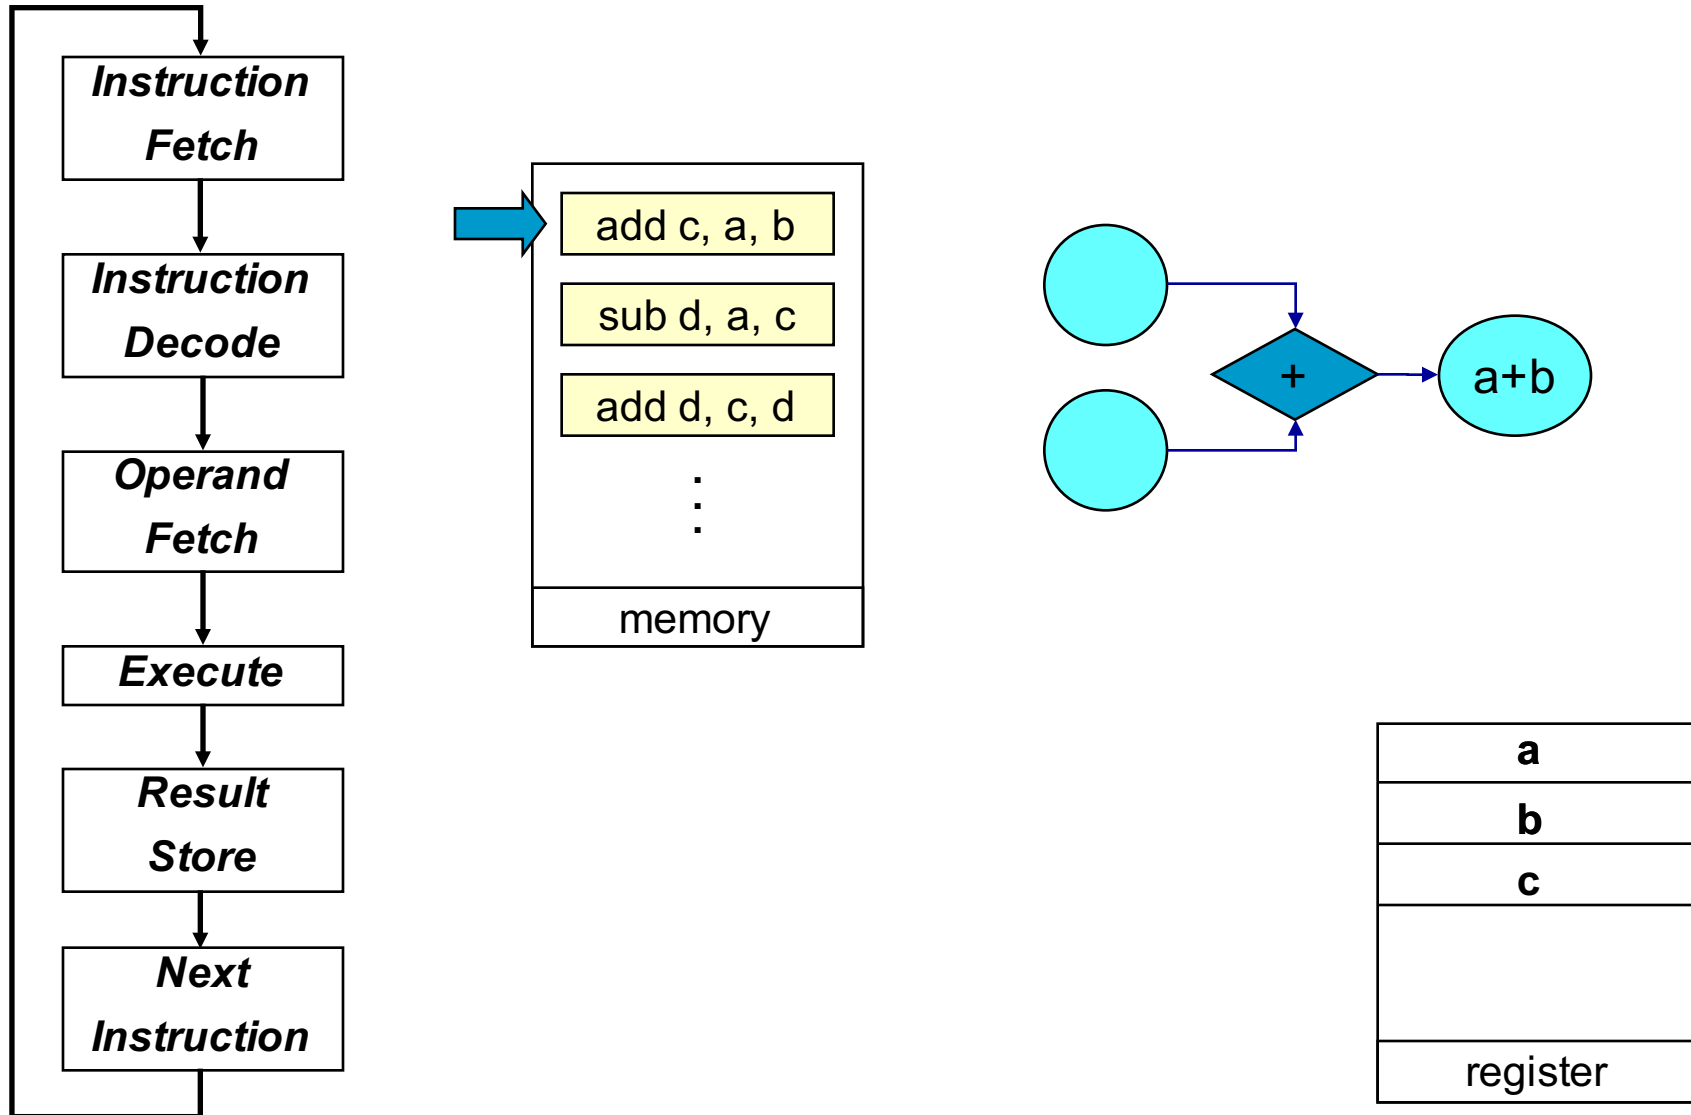 Instruction
Fetch
Instruction
Decode
Operand
Fetch
Execute
Result
Store
Next
Instruction
add c, a, b
sub d, a, c
add d, c, d
⋮
memory
+
a+b
a
b
c
register